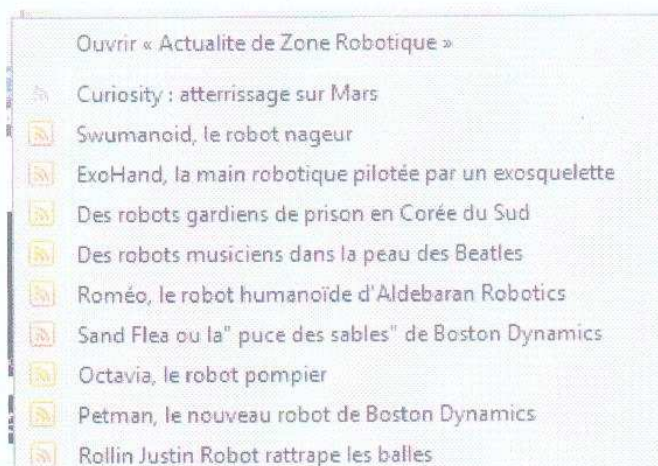 Ouvrir « Actualite de Zone Robotique »
Curiosity : atterrissage sur Mars
Swumanoid, le robot nageur
ExoHand, la main robotique pilotée par un exosquelette
Des robots gardiens de prison en Corée du Sud
Des robots musiciens dans la peau des Beatles
Roméo, le robot humanoïde d'Aldebaran Robotics
Sand Flea ou la" puce des sables" de Boston Dynamics
Octavia, le robot pompier
Petman, le nouveau robot de Boston Dynamics
Rollin Justin Robot rattrape les balles